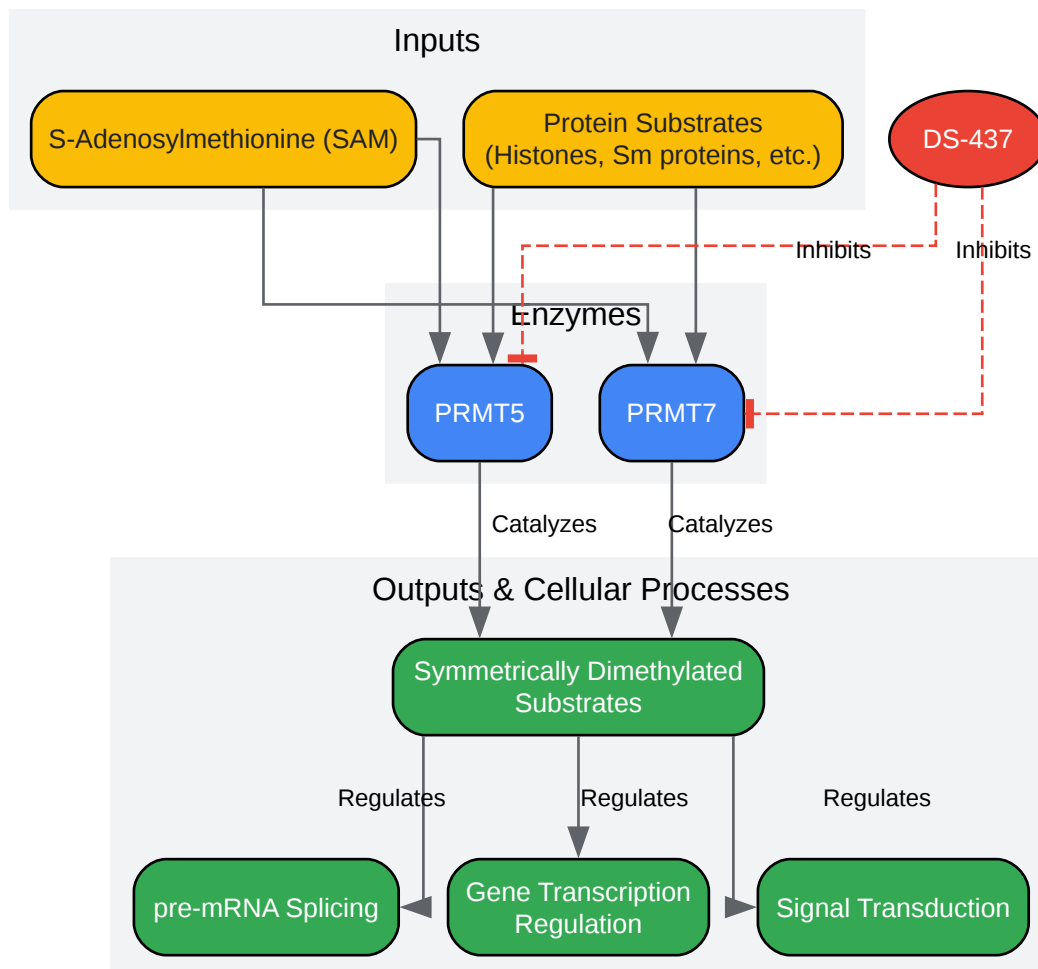 Inputs
S-Adenosylmethionine (SAM)
Protein Substrates
(Histones, Sm proteins, etc.)
DS-437
Inhibits
Inhibits
Enzymes
PRMT5
PRMT7
Catalyzes
Catalyzes
Outputs & Cellular Processes
Symmetrically Dimethylated
Substrates
Regulates
Regulates
Regulates
pre-mRNA Splicing
Gene Transcription
Regulation
Signal Transduction